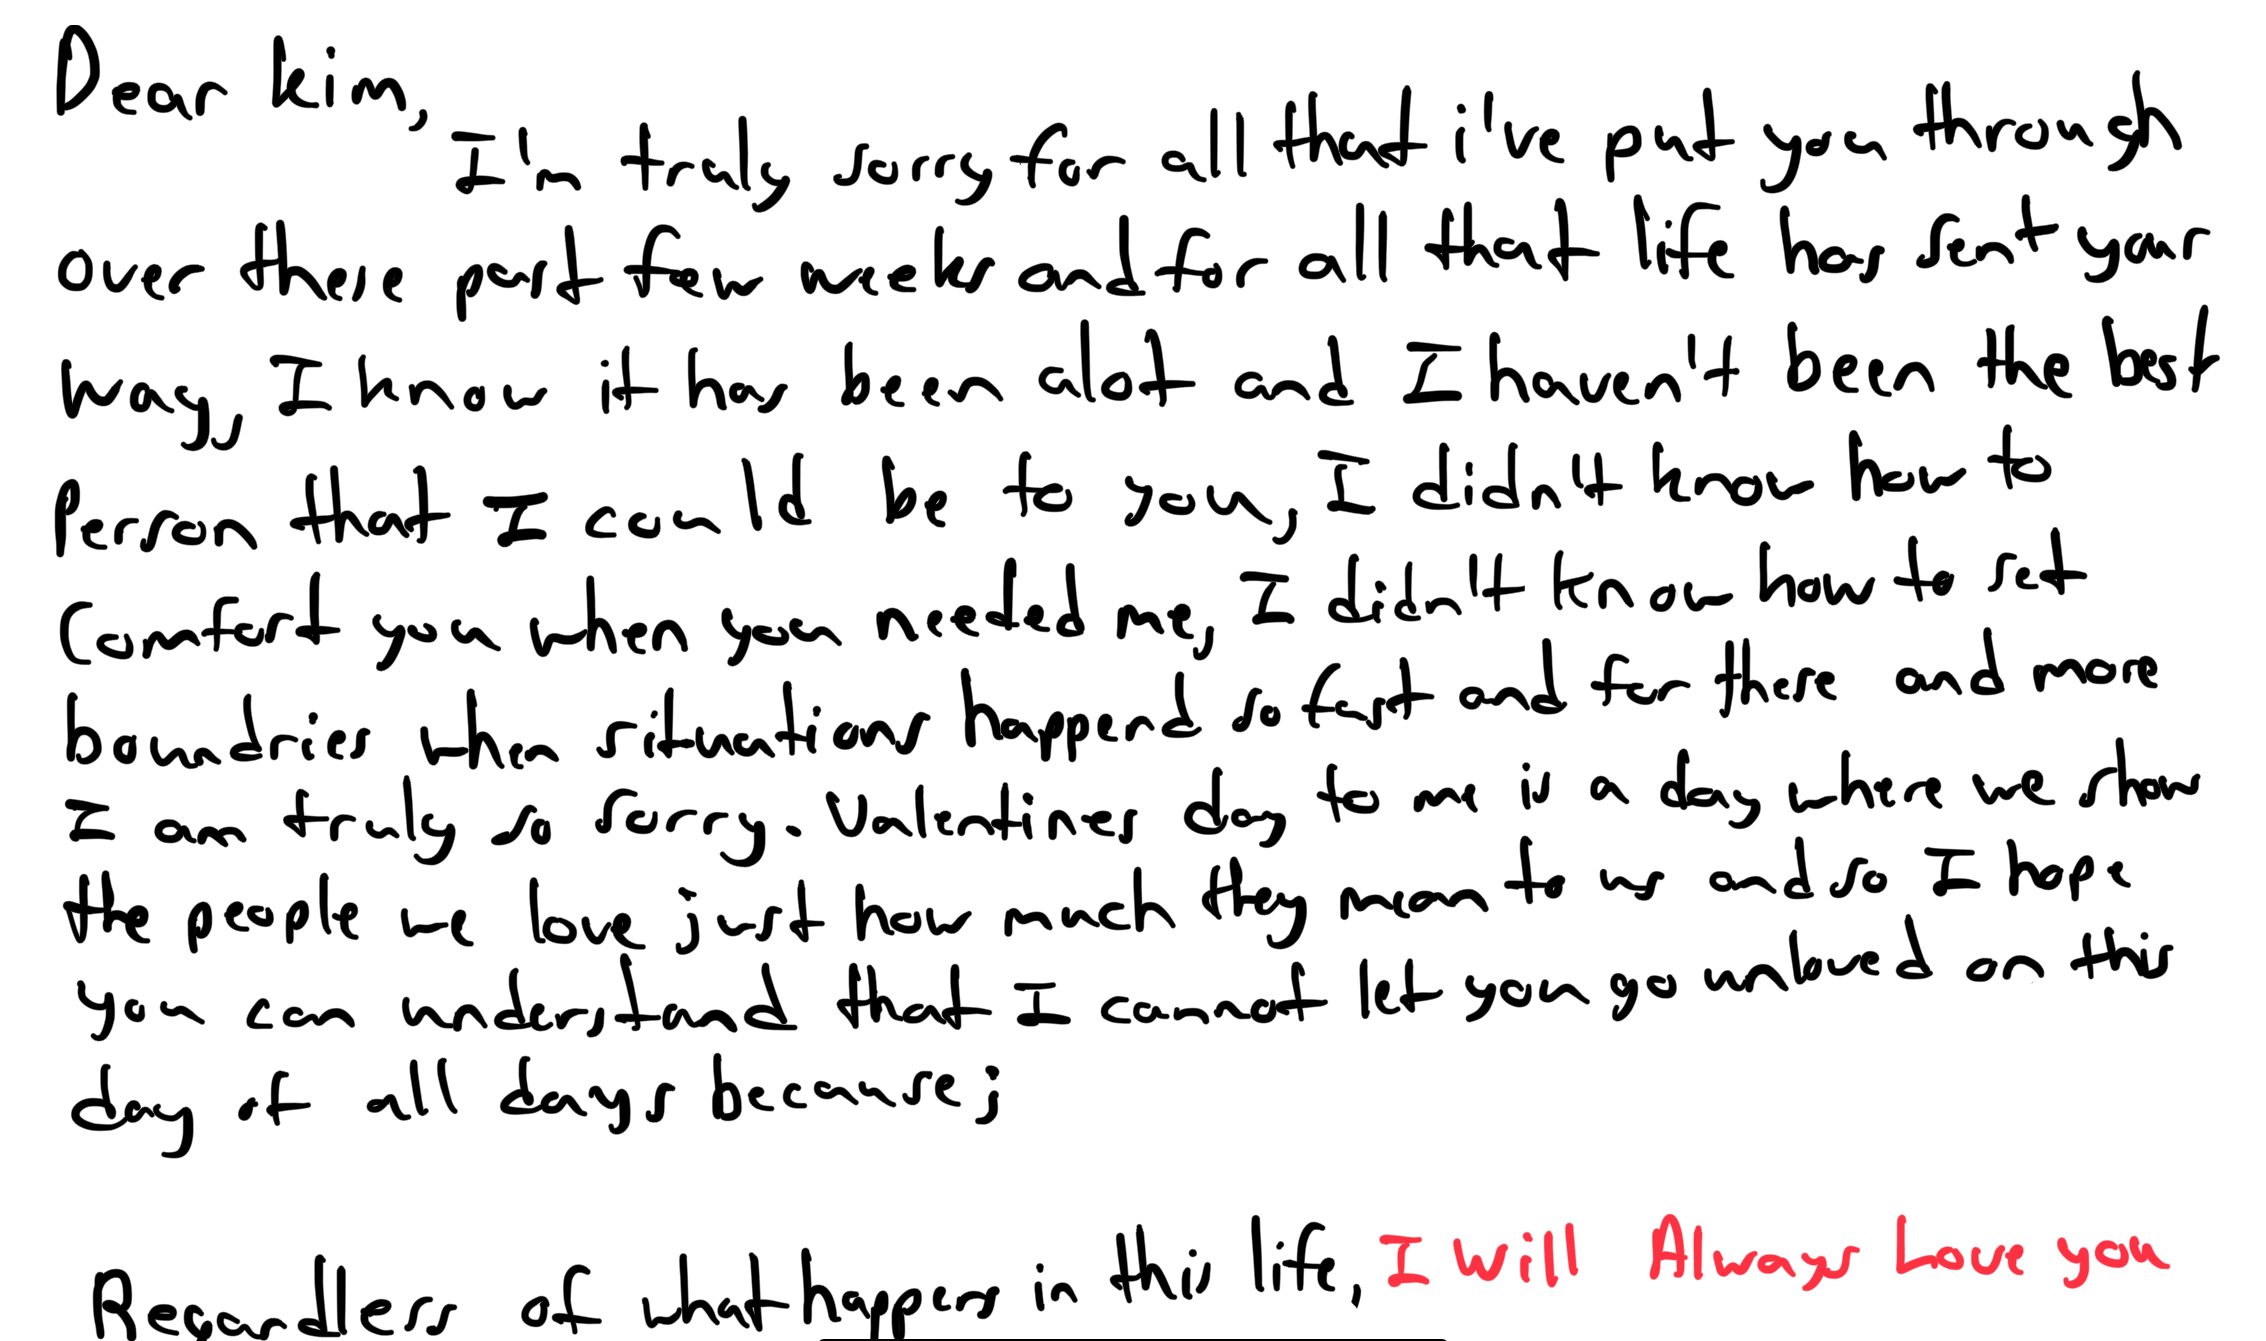 Dear kim,
I'm truly sorry for all that i've put you through
over these past few weeks and for all that life has sent your
way, I know it has been alot and I haven't been the best
Person that I could be to you, I didn't know how to
Comfort you when you needed me, I didn't know how to set
boundries when situations happend so fast and for these and more
I am truly so sorry. Valentines day to me is a day where we show
the people we love just how much they mean to us and so I hope
you can understand that I cannot let you go unloved on this
day of all days because;
Regardless of what happens in this life, I Will Always Love you